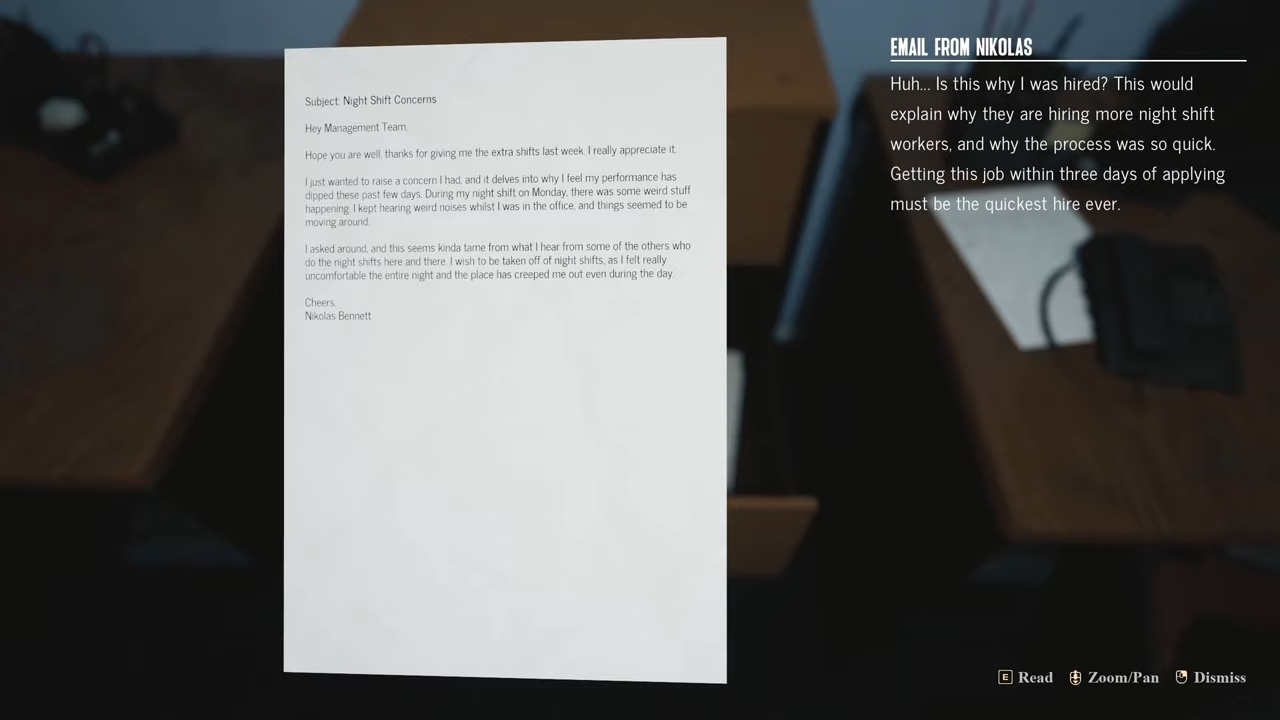 Subject: Night Shift Concerns
Hey Management Team,
Hope you are well, thanks for giving me the extra shifts last week, I really appreciate it.
I just wanted to raise a concern I had, and it delves into why I feel my performance has
dipped these past few days. During my night shift on Monday, there was some weird stuff
happening. I kept hearing weird noises whilst I was in the office, and things seemed to be
moving around.
I asked around, and this seems kinda tame from what I hear from some of the others who
do the night shifts here and there. I wish to be taken off of night shifts, as I felt really
uncomfortable the entire night and the place has creeped me out even during the day.
Cheers,
Nikolas Bennett
EMAIL FROM NIKOLAS
Huh... Is this why I was hired? This would
explain why they are hiring more night shift
workers, and why the process was so quick.
Getting this job within three days of applying
must be the quickest hire ever.
E Read Zoom/Pan Dismiss